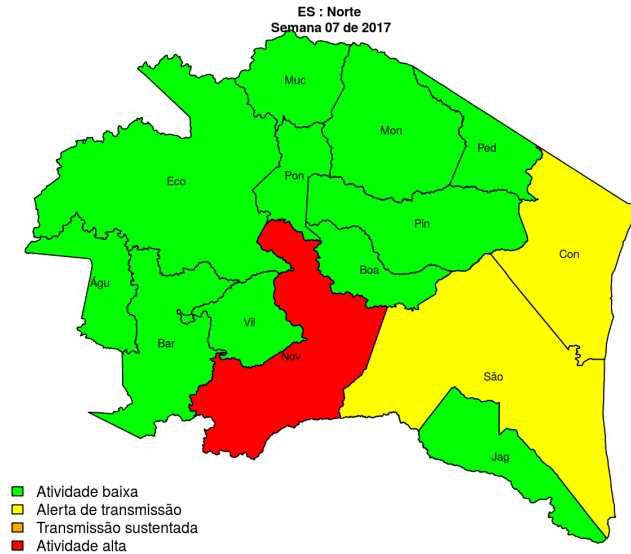 ES : Norte
Semana 07 de 2017
Muc
Mon
Ped
Eco
Pon
Pin
Con
Boa
Águ
Vil
Bar
Nov
São
Jag
Atividade baixa
Alerta de transmissão
Transmissão sustentada
Atividade alta